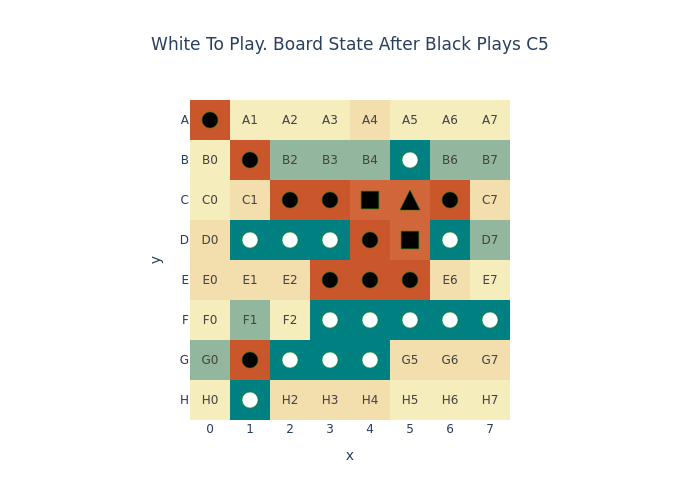 White To Play. Board State After Black Plays C5
A A1 A2 A3 A4 A5 A6 A7
B B0 B2 B3 B4 B6 B7
C C0 C1 C7
D D0 D7
E E0 E1 E2 E6 E7
F F0 F1 F2
G G0 G5 G6 G7
H H0 H2 H3 H4 H5 H6 H7
0 1 2 3 4 5 6 7
x
y